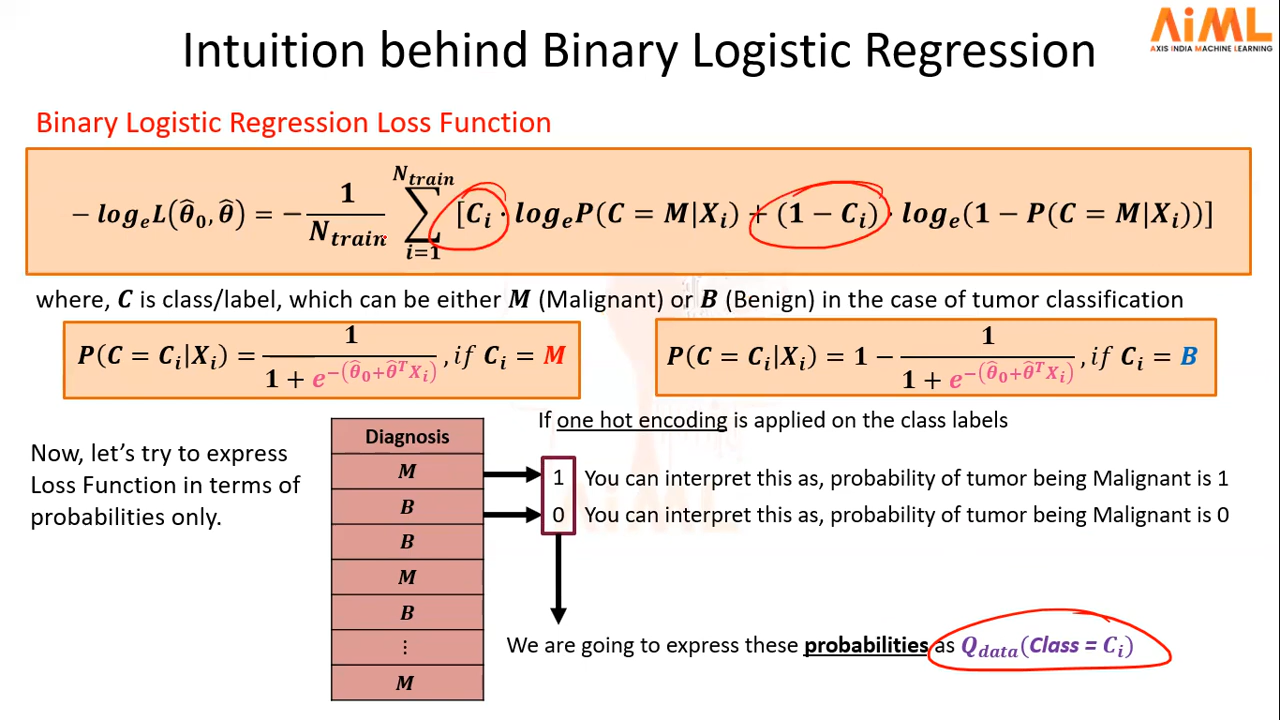 AiML
AXIS INDIA MACHINE LEARNING
Intuition behind Binary Logistic Regression
Binary Logistic Regression Loss Function
− log_e L(θ̂_0, θ̂) = − 1/N_train ∑_{i=1}^{N_train} [C_i · log_e P(C = M|X_i) + (1 − C_i) · log_e(1 − P(C = M|X_i))]
where, C is class/label, which can be either M (Malignant) or B (Benign) in the case of tumor classification
P(C = C_i|X_i) = 1/(1 + e^{−(θ̂_0+θ̂^T X_i)}), if C_i = M
P(C = C_i|X_i) = 1 − 1/(1 + e^{−(θ̂_0+θ̂^T X_i)}), if C_i = B
If one hot encoding is applied on the class labels
Now, let's try to express
Loss Function in terms of
probabilities only.
Diagnosis
M
B
B
M
B
⋮
M
1 You can interpret this as, probability of tumor being Malignant is 1
0 You can interpret this as, probability of tumor being Malignant is 0
We are going to express these probabilities as Q_data(Class = C_i)